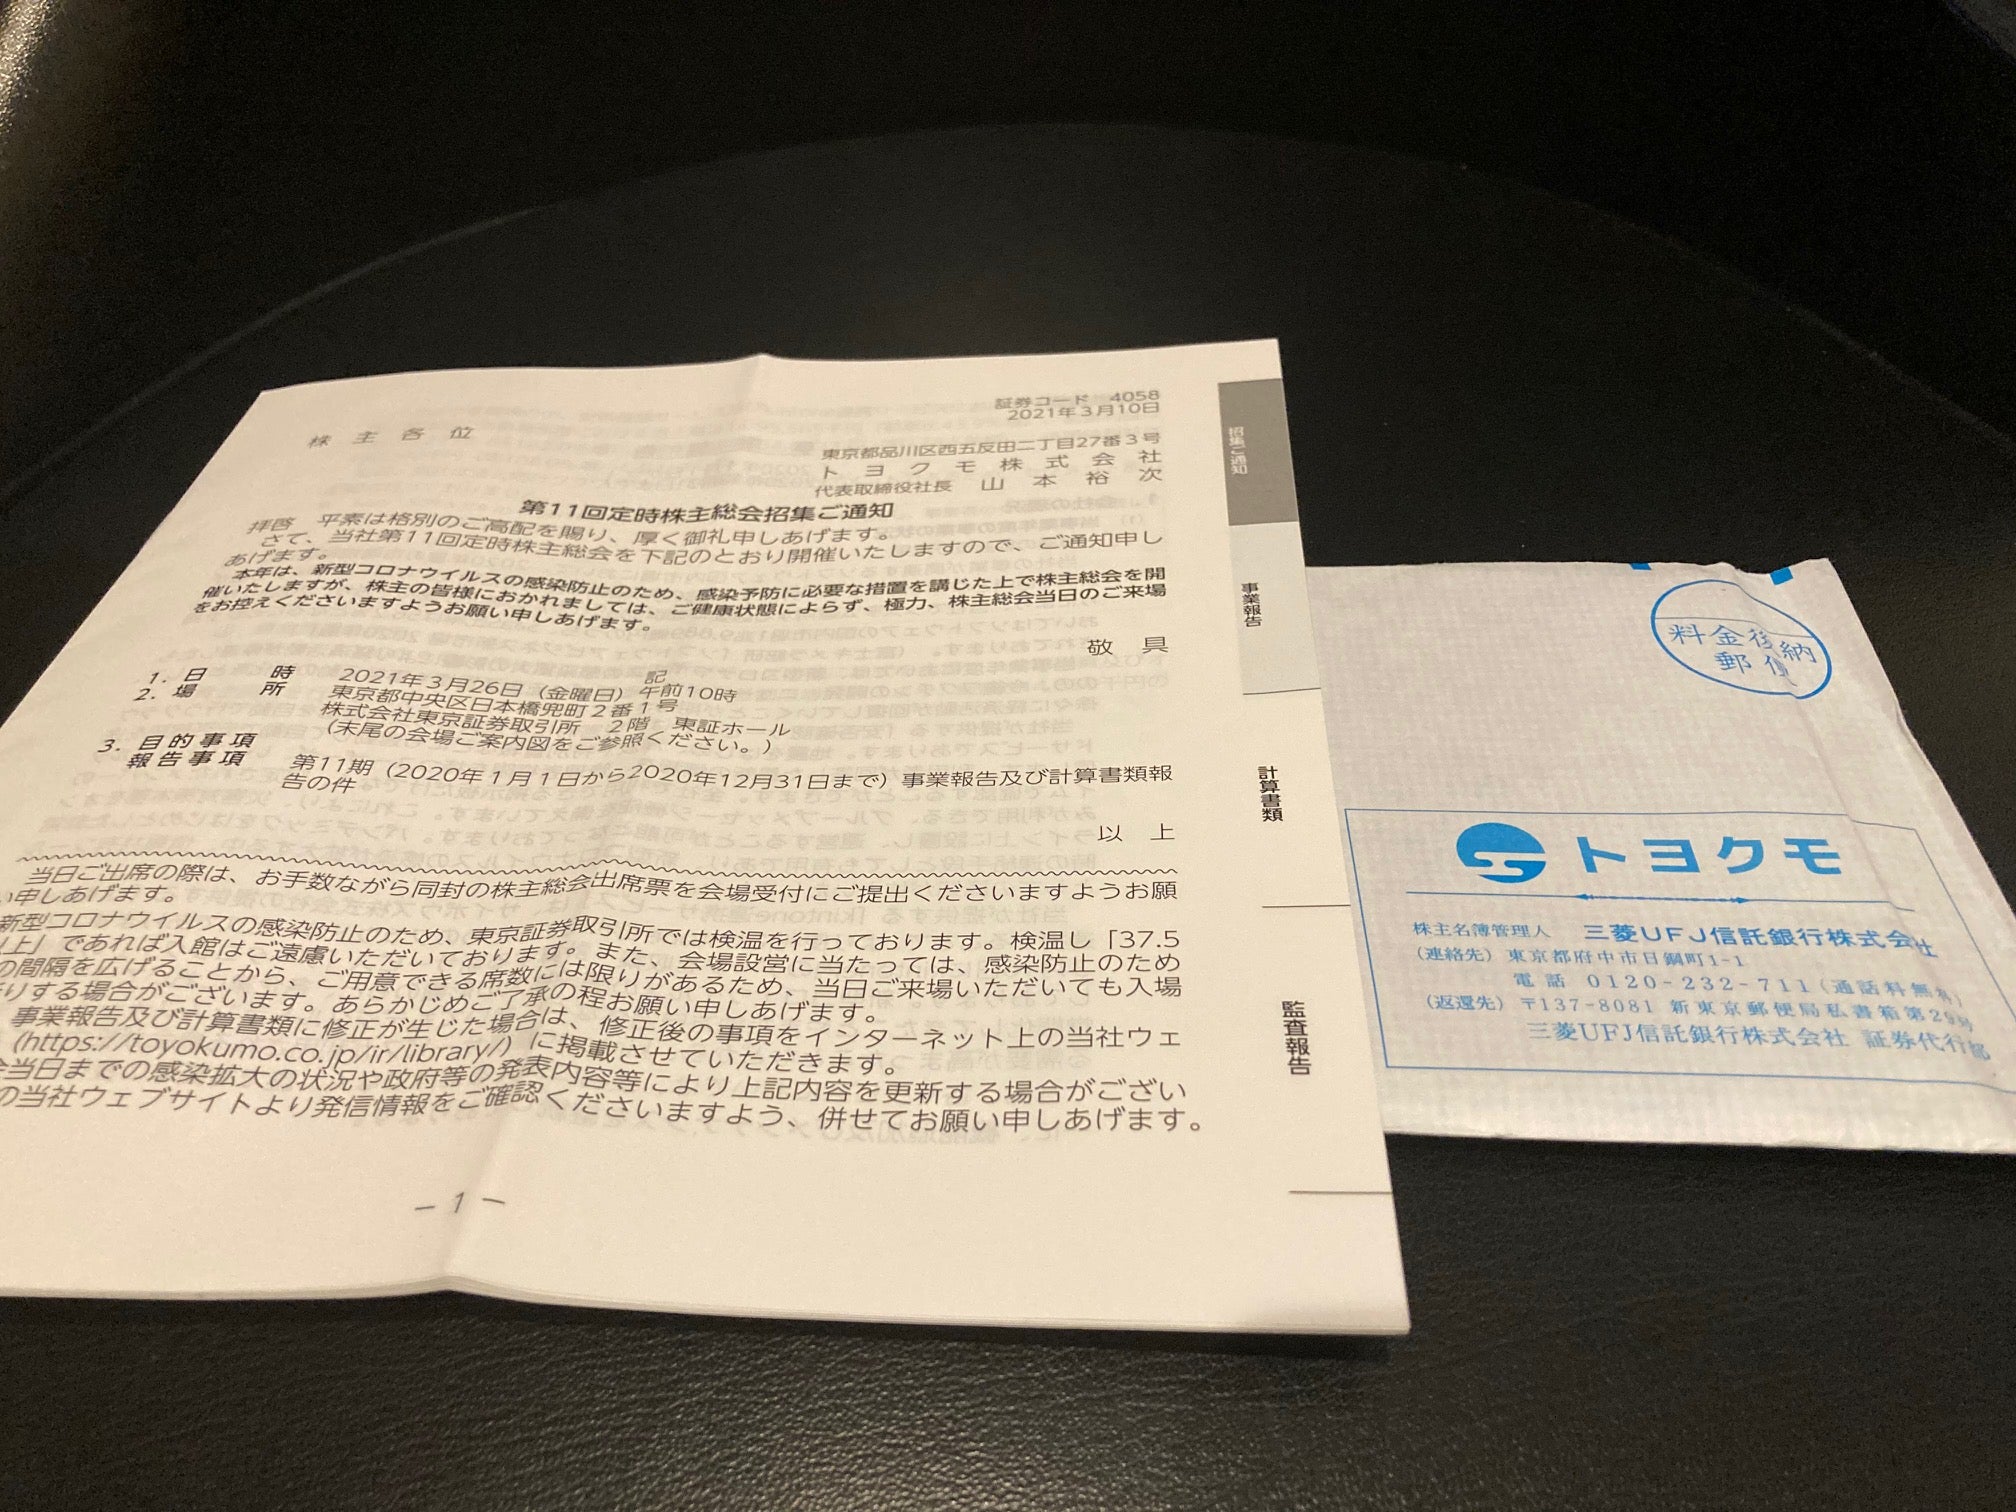 証券コード 4058
2021年3月10日
株主各位
東京都品川区西五反田二丁目27番3号
トヨクモ株式会社
代表取締役社長 山本裕次
第11回定時株主総会招集ご通知
拝啓 平素は格別のご高配を賜り、厚く御礼申しあげます。
さて、当社第11回定時株主総会を下記のとおり開催いたしますので、ご通知申し
あげます。
本年は、新型コロナウイルスの感染防止のため、感染予防に必要な措置を講じた上で株主総会を開
催いたしますが、株主の皆様におかれましては、ご健康状態によらず、極力、株主総会当日のご来場
をお控えくださいますようお願い申しあげます。
敬具
記
1. 日時 2021年3月26日（金曜日）午前10時
2. 場所 東京都中央区日本橋兜町2番1号
株式会社東京証券取引所 2階 東証ホール
（末尾の会場ご案内図をご参照ください。）
3. 目的事項
報告事項 第11期（2020年1月1日から2020年12月31日まで）事業報告及び計算書類報
告の件
以上
当日ご出席の際は、お手数ながら同封の株主総会出席票を会場受付にご提出くださいますようお願
い申しあげます。
新型コロナウイルスの感染防止のため、東京証券取引所では検温を行っております。検温し「37.5
以上」であれば入館はご遠慮いただいております。また、会場設営に当たっては、感染防止のため
の間隔を広げることから、ご用意できる席数には限りがあるため、当日ご来場いただいても入場
りする場合がございます。あらかじめご了承の程お願い申しあげます。
事業報告及び計算書類に修正が生じた場合は、修正後の事項をインターネット上の当社ウェ
（https://toyokumo.co.jp/ir/library/）に掲載させていただきます。
当日までの感染拡大の状況や政府等の発表内容等により上記内容を更新する場合がござい
の当社ウェブサイトより発信情報をご確認くださいますよう、併せてお願い申しあげます。
－1－
招集ご通知
事業報告
計算書類
監査報告
料金後納
郵便
トヨクモ
株主名簿管理人 三菱UFJ信託銀行株式会社
（連絡先）東京都府中市日鋼町1-1
電話 0120-232-711（通話料無料）
（返還先）〒137-8081 新東京郵便局私書箱第29号
三菱UFJ信託銀行株式会社 証券代行部